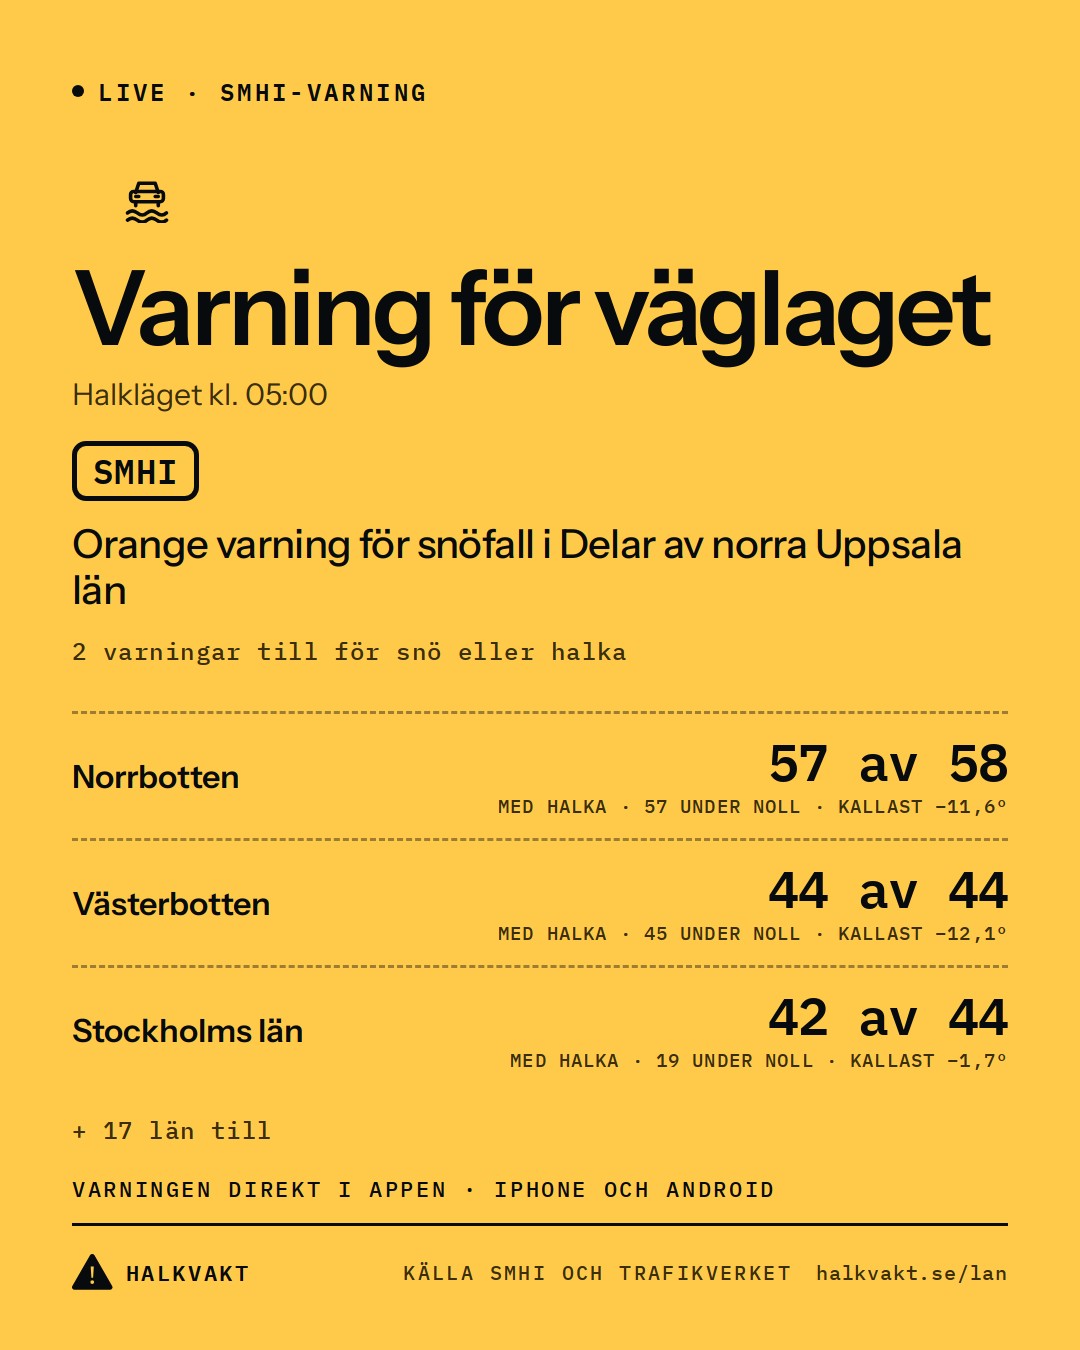 LIVE · SMHI-VARNING
Varning för väglaget
Halkläget kl. 05:00
SMHI
Orange varning för snöfall i Delar av norra Uppsala
län
2 varningar till för snö eller halka
Norrbotten
57 av 58
MED HALKA · 57 UNDER NOLL · KALLAST −11,6°
Västerbotten
44 av 44
MED HALKA · 45 UNDER NOLL · KALLAST −12,1°
Stockholms län
42 av 44
MED HALKA · 19 UNDER NOLL · KALLAST −1,7°
+ 17 län till
VARNINGEN DIREKT I APPEN · IPHONE OCH ANDROID
HALKVAKT
KÄLLA SMHI OCH TRAFIKVERKET halkvakt.se/lan